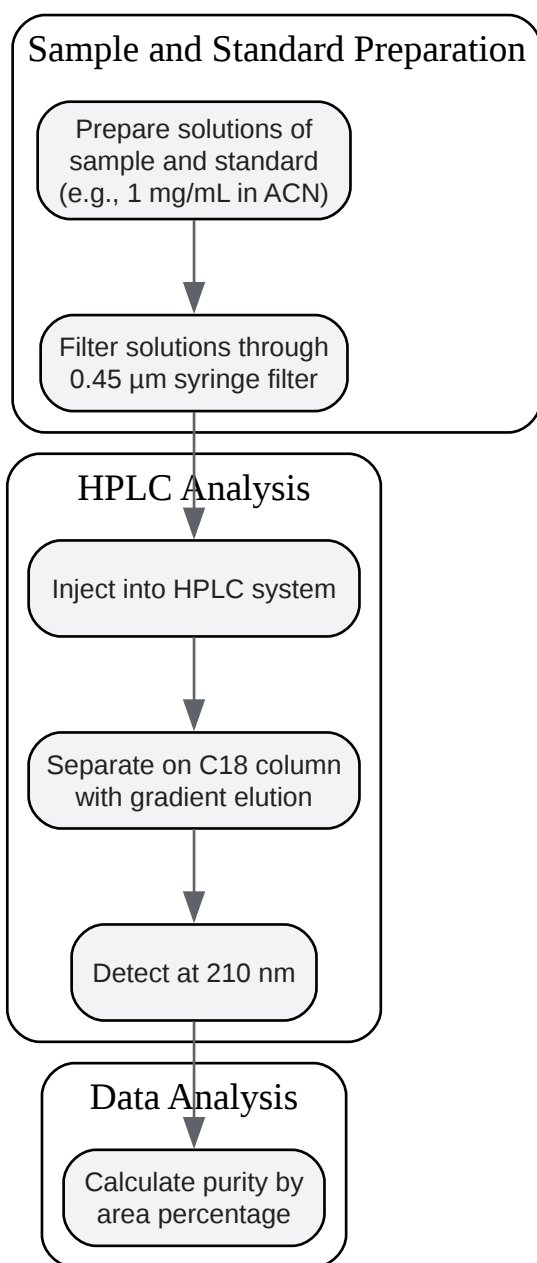 Sample and Standard Preparation
Prepare solutions of
sample and standard
(e.g., 1 mg/mL in ACN)
Filter solutions through
0.45 µm syringe filter
HPLC Analysis
Inject into HPLC system
Separate on C18 column
with gradient elution
Detect at 210 nm
Data Analysis
Calculate purity by
area percentage